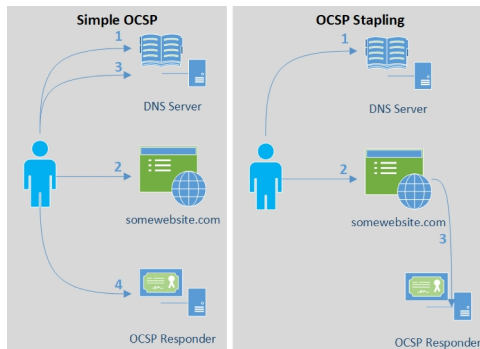 Simple OCSP
1
3
DNS Server
2
somewebsite.com
4
OCSP Responder
OCSP Stapling
1
DNS Server
2
somewebsite.com
3
OCSP Responder